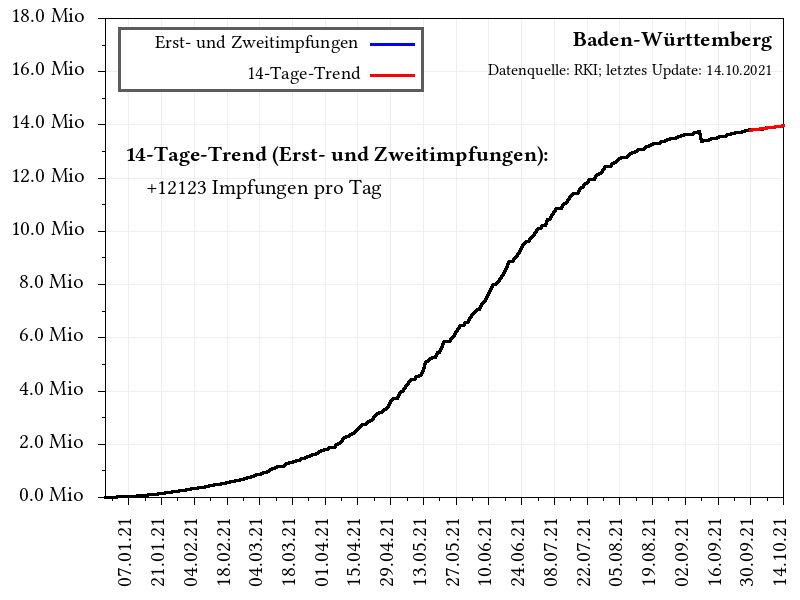 18.0 Mio
16.0 Mio
14.0 Mio
12.0 Mio
10.0 Mio
8.0 Mio
6.0 Mio
4.0 Mio
2.0 Mio
0.0 Mio
Erst- und Zweitimpfungen
14-Tage-Trend
Baden-Württemberg
Datenquelle: RKI; letztes Update: 14.10.2021
14-Tage-Trend (Erst- und Zweitimpfungen):
+12123 Impfungen pro Tag
07.01.21
21.01.21
04.02.21
18.02.21
04.03.21
18.03.21
01.04.21
15.04.21
29.04.21
13.05.21
27.05.21
10.06.21
24.06.21
08.07.21
22.07.21
05.08.21
19.08.21
02.09.21
16.09.21
30.09.21
14.10.21